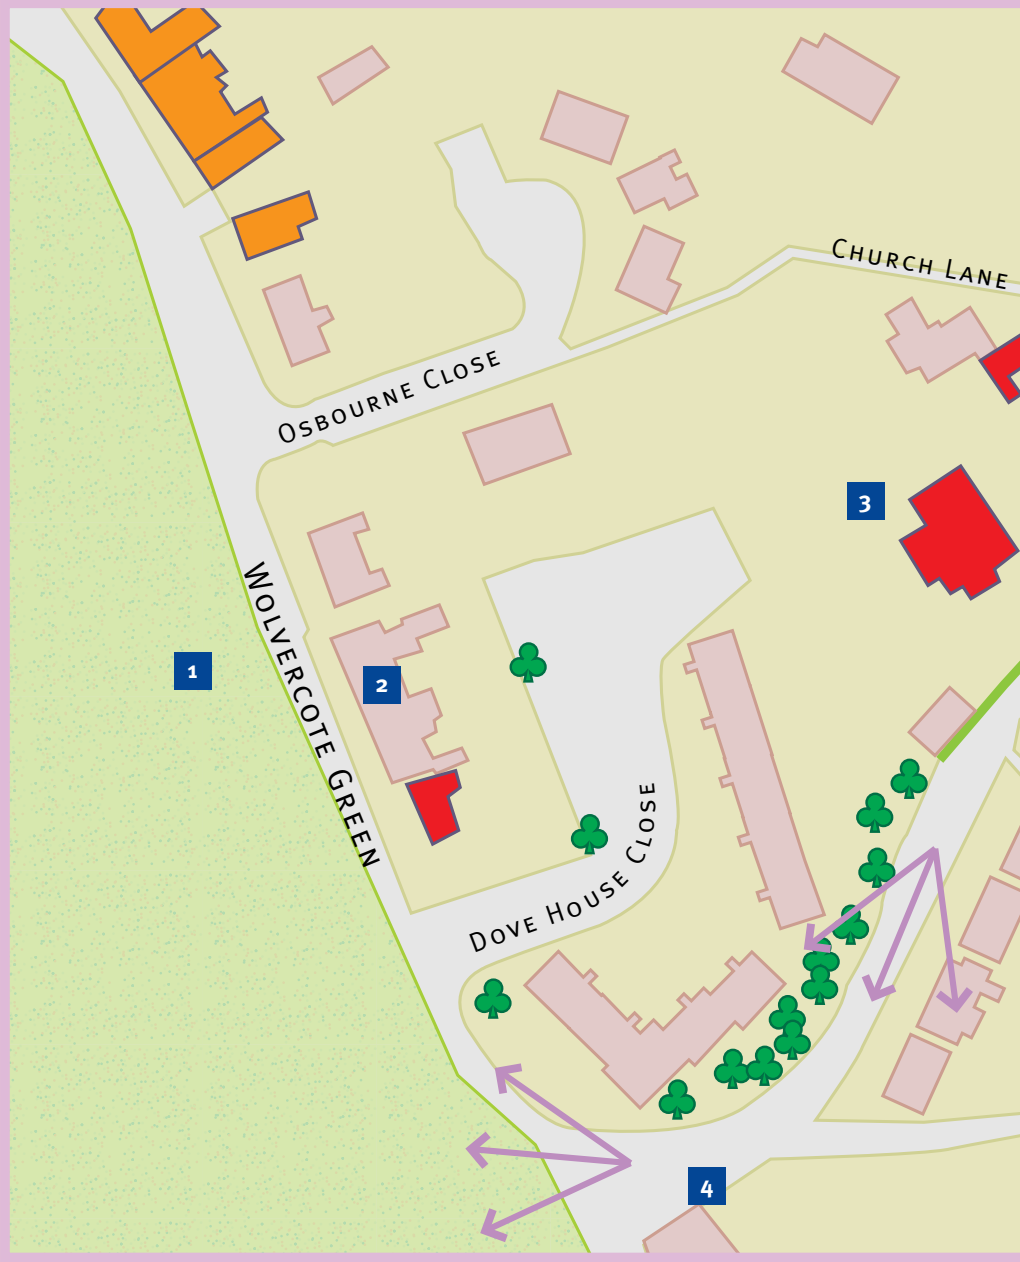 CHURCH LANE
OSBOURNE CLOSE
3
WOLVERCOTE GREEN
1
2
DOVE HOUSE CLOSE
4